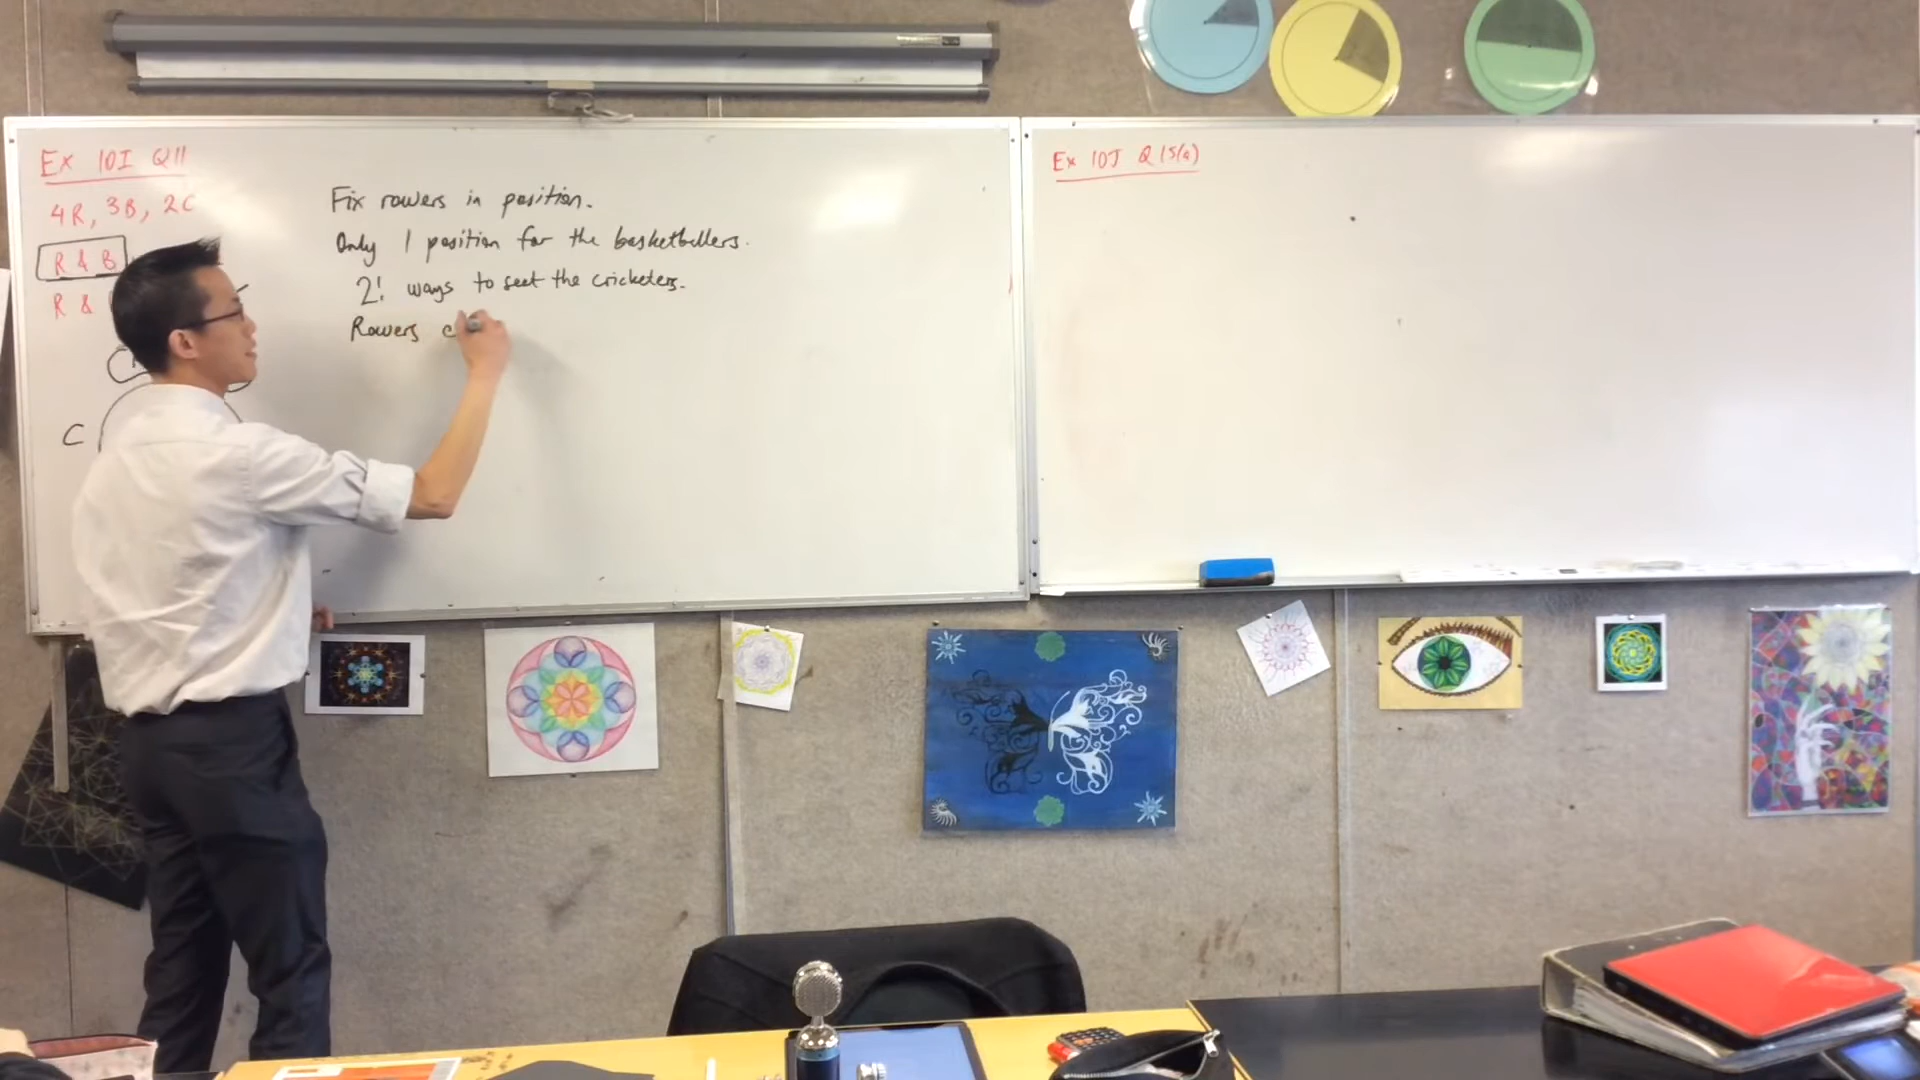 Ex 10I Q11
4R, 3B, 2C
R & B
R &
C
Fix rowers in position.
Only 1 position for the basketballers.
2! ways to seat the cricketers.
Rowers c
Ex 10J Q15(a)